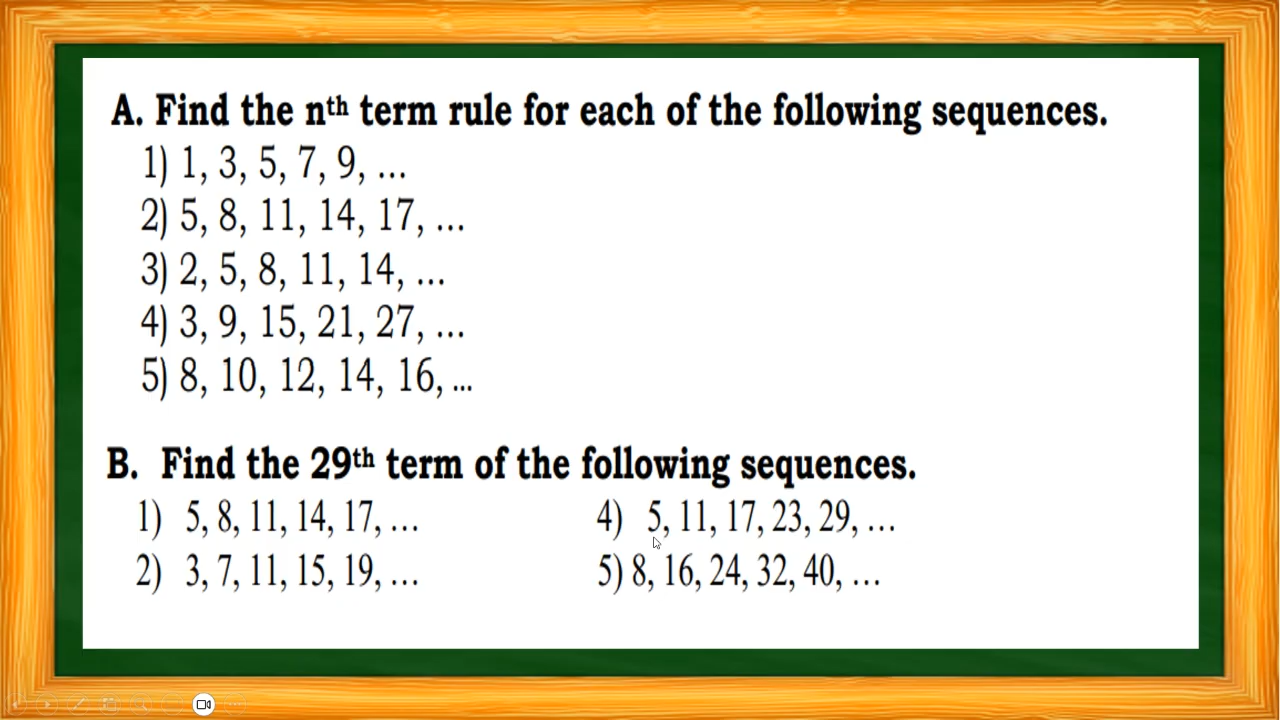 A. Find the nth term rule for each of the following sequences.
1) 1, 3, 5, 7, 9, ...
2) 5, 8, 11, 14, 17, ...
3) 2, 5, 8, 11, 14, ...
4) 3, 9, 15, 21, 27, ...
5) 8, 10, 12, 14, 16, ...
B. Find the 29th term of the following sequences.
1) 5, 8, 11, 14, 17, ...
2) 3, 7, 11, 15, 19, ...
4) 5, 11, 17, 23, 29, ...
5) 8, 16, 24, 32, 40, ...